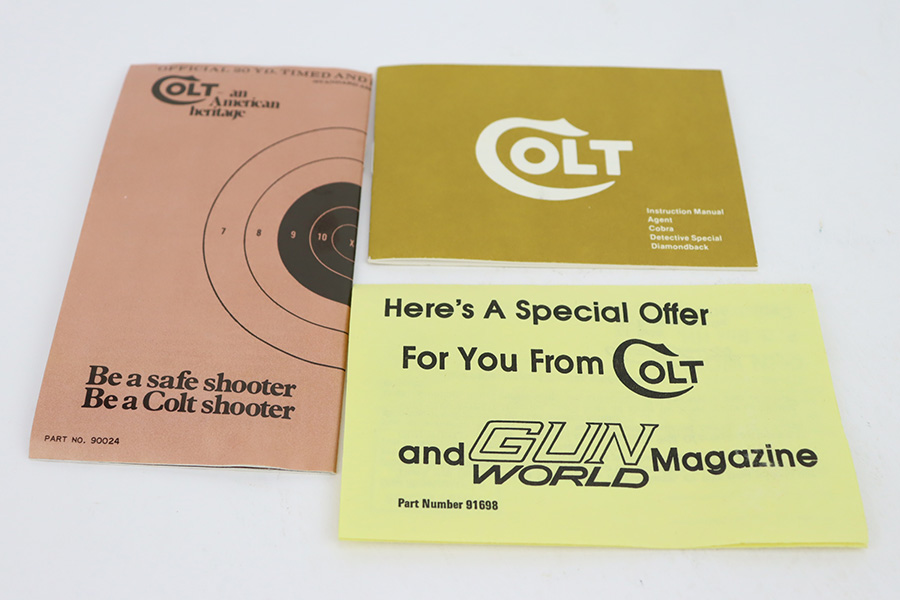 OFFICIAL 20 YD. TIMED AND
COLT an
American
heritage
7 8 9 10 X
Be a safe shooter
Be a Colt shooter
PART NO. 90024
COLT
Instruction Manual
Agent
Cobra
Detective Special
Diamondback
Here's A Special Offer
For You From COLT
and GUN WORLD Magazine
Part Number 91698